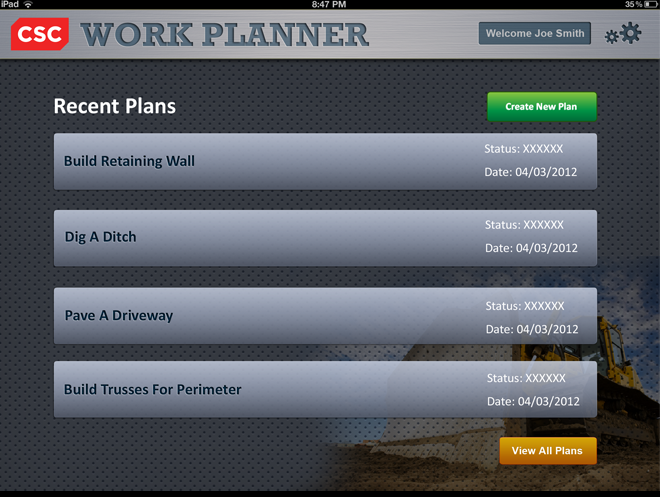 iPad 8:47 PM 35%
CSC WORK PLANNER Welcome Joe Smith
Recent Plans Create New Plan
Build Retaining Wall
Status: XXXXXX
Date: 04/03/2012
Dig A Ditch
Status: XXXXXX
Date: 04/03/2012
Pave A Driveway
Status: XXXXXX
Date: 04/03/2012
Build Trusses For Perimeter
Status: XXXXXX
Date: 04/03/2012
View All Plans